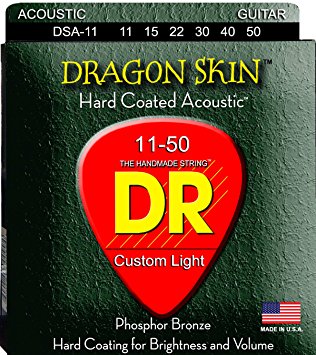 ACOUSTIC GUITAR
DSA-11 11 15 22 30 40 50
DRAGON SKIN™
Hard Coated Acoustic™
11-50
THE HANDMADE STRING™
DR
Custom Light
MADE IN U.S.A.
Phosphor Bronze
Hard Coating for Brightness and Volume